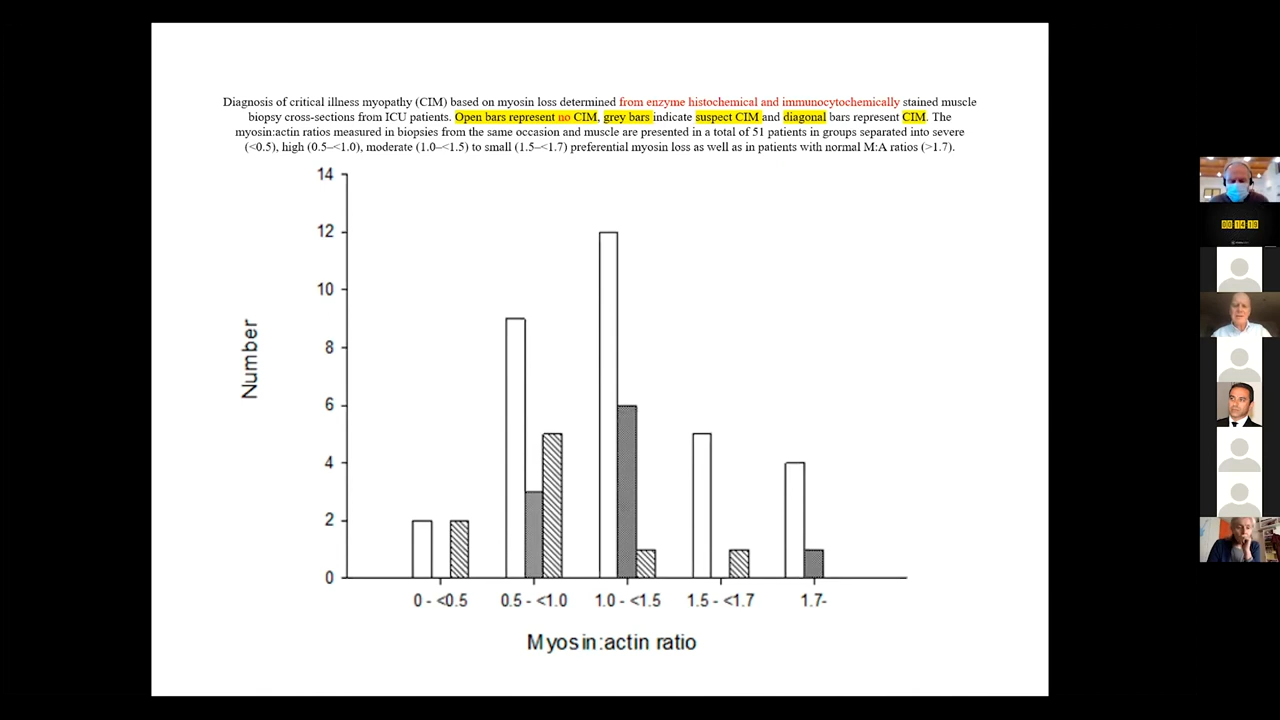 Diagnosis of critical illness myopathy (CIM) based on myosin loss determined from enzyme histochemical and immunocytochemically stained muscle
biopsy cross-sections from ICU patients. Open bars represent no CIM, grey bars indicate suspect CIM and diagonal bars represent CIM. The
myosin:actin ratios measured in biopsies from the same occasion and muscle are presented in a total of 51 patients in groups separated into severe
(<0.5), high (0.5–<1.0), moderate (1.0–<1.5) to small (1.5–<1.7) preferential myosin loss as well as in patients with normal M:A ratios (>1.7).
14
12
10
8
6
4
2
0
Number
0 - <0.5 0.5 - <1.0 1.0 - <1.5 1.5 - <1.7 1.7-
Myosin:actin ratio
00 14 19